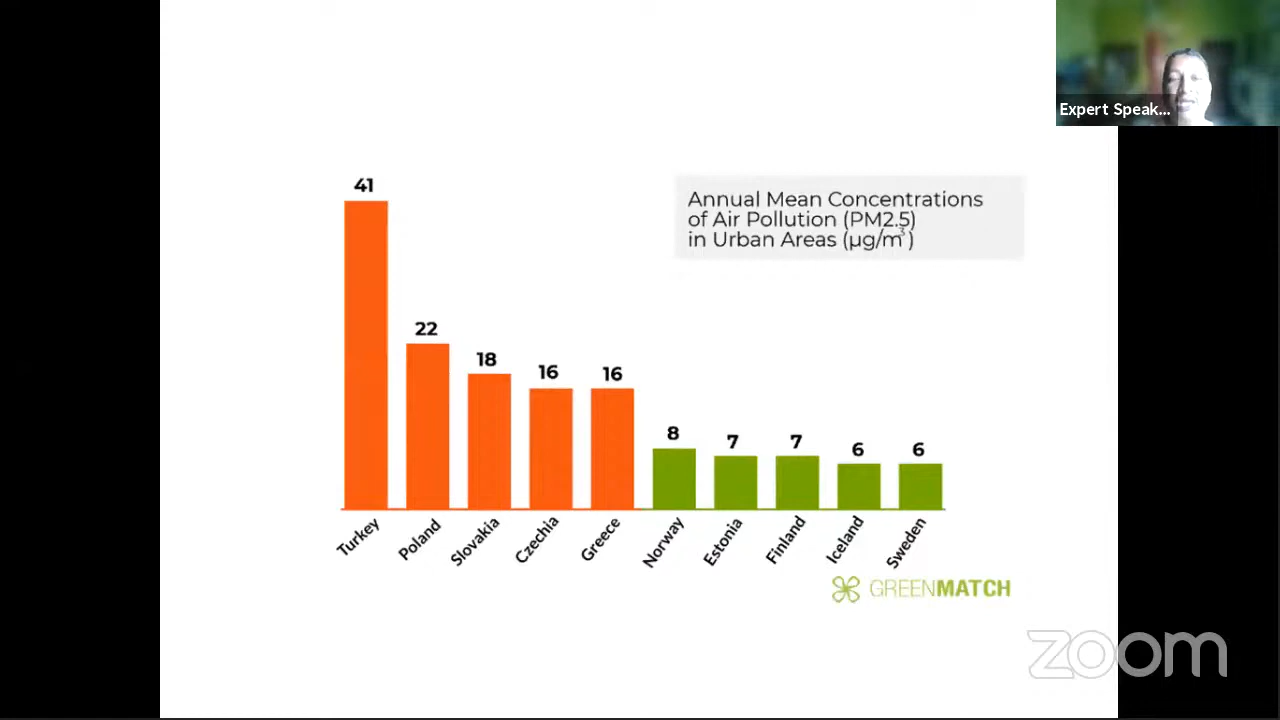 Expert Speak...
Annual Mean Concentrations
of Air Pollution (PM2.5)
in Urban Areas (µg/m³)
41
22
18
16
16
8
7
7
6
6
Turkey
Poland
Slovakia
Czechia
Greece
Norway
Estonia
Finland
Iceland
Sweden
GREENMATCH
zoom